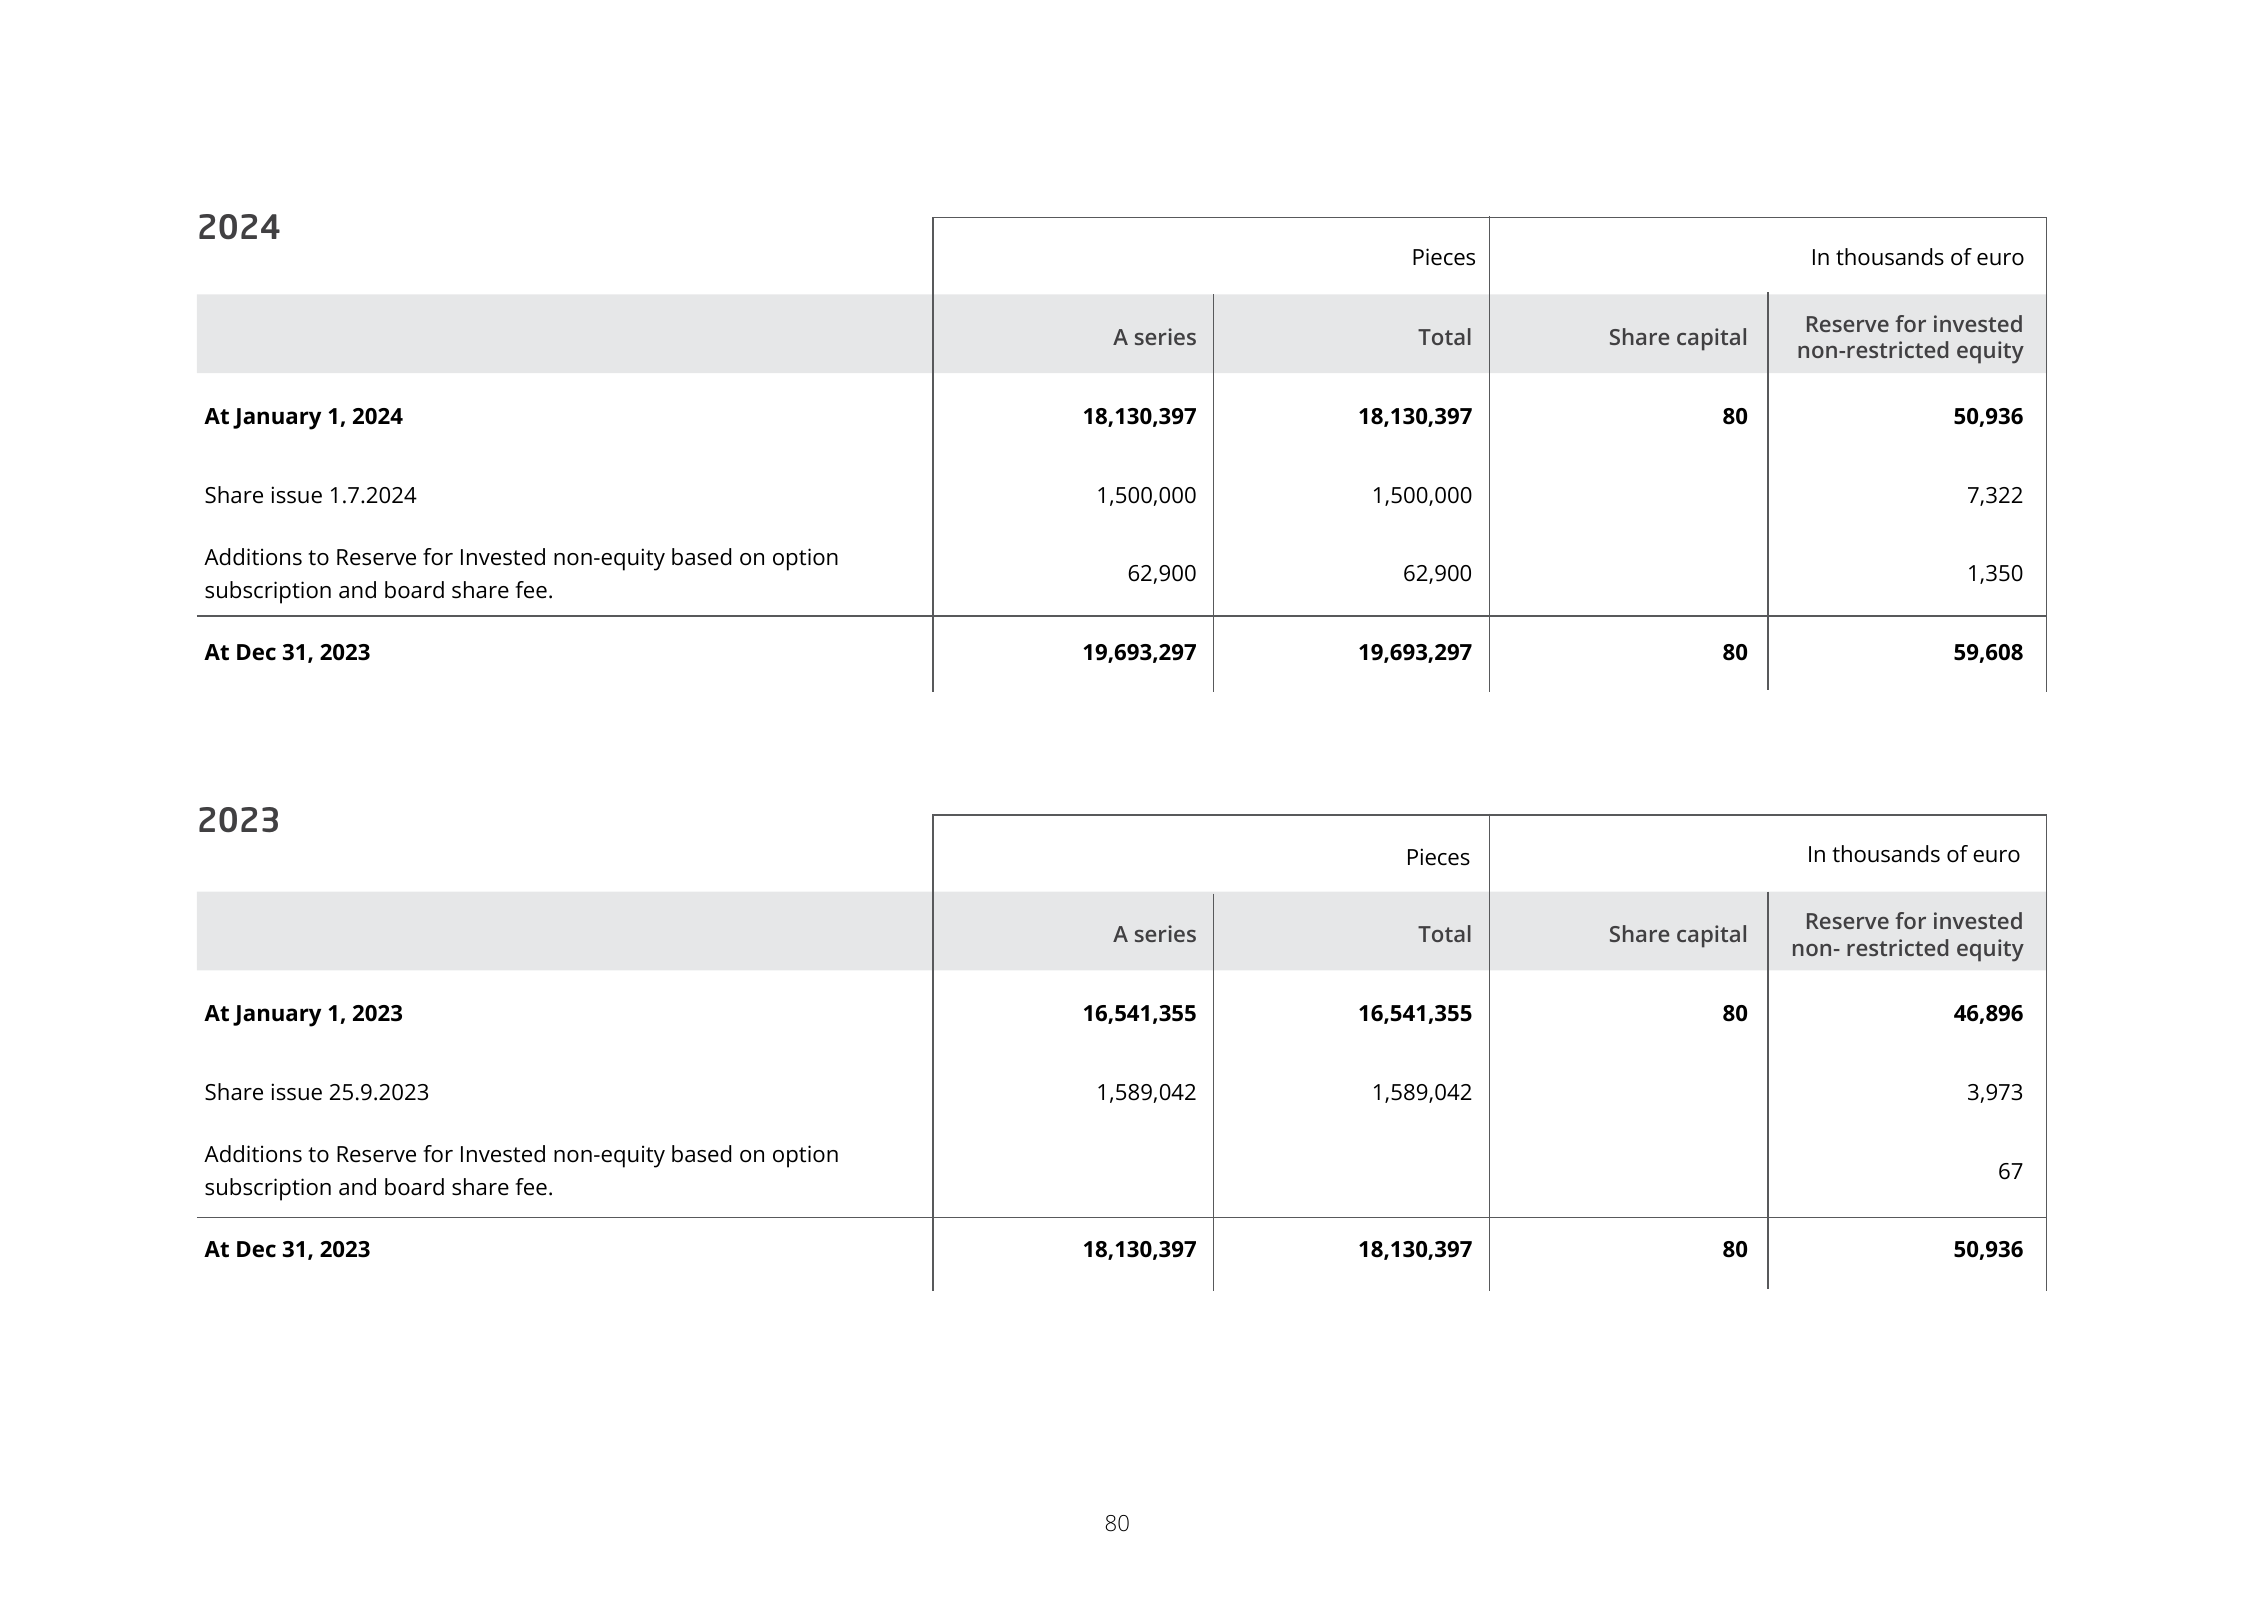 2024
Pieces In thousands of euro
A series Total Share capital Reserve for invested
non-restricted equity
At January 1, 2024 18,130,397 18,130,397 80 50,936
Share issue 1.7.2024 1,500,000 1,500,000 7,322
Additions to Reserve for Invested non-equity based on option
subscription and board share fee. 62,900 62,900 1,350
At Dec 31, 2023 19,693,297 19,693,297 80 59,608
2023
Pieces In thousands of euro
A series Total Share capital Reserve for invested
non- restricted equity
At January 1, 2023 16,541,355 16,541,355 80 46,896
Share issue 25.9.2023 1,589,042 1,589,042 3,973
Additions to Reserve for Invested non-equity based on option
subscription and board share fee. 67
At Dec 31, 2023 18,130,397 18,130,397 80 50,936
80